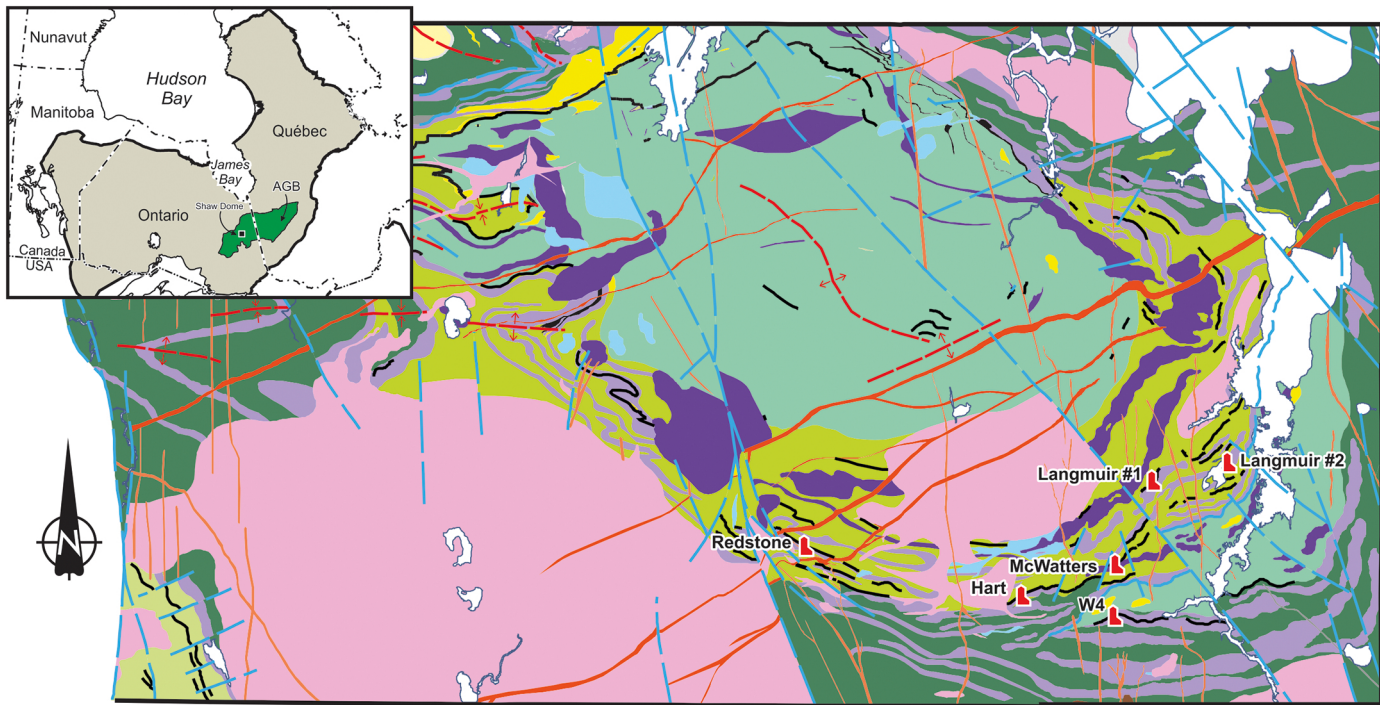 Nunavut
Hudson
Bay
Manitoba
Québec
James
Bay
AGB
Shaw Dome
Ontario
Canada
USA
N
Langmuir #1
Langmuir #2
Redstone
McWatters
Hart
W4